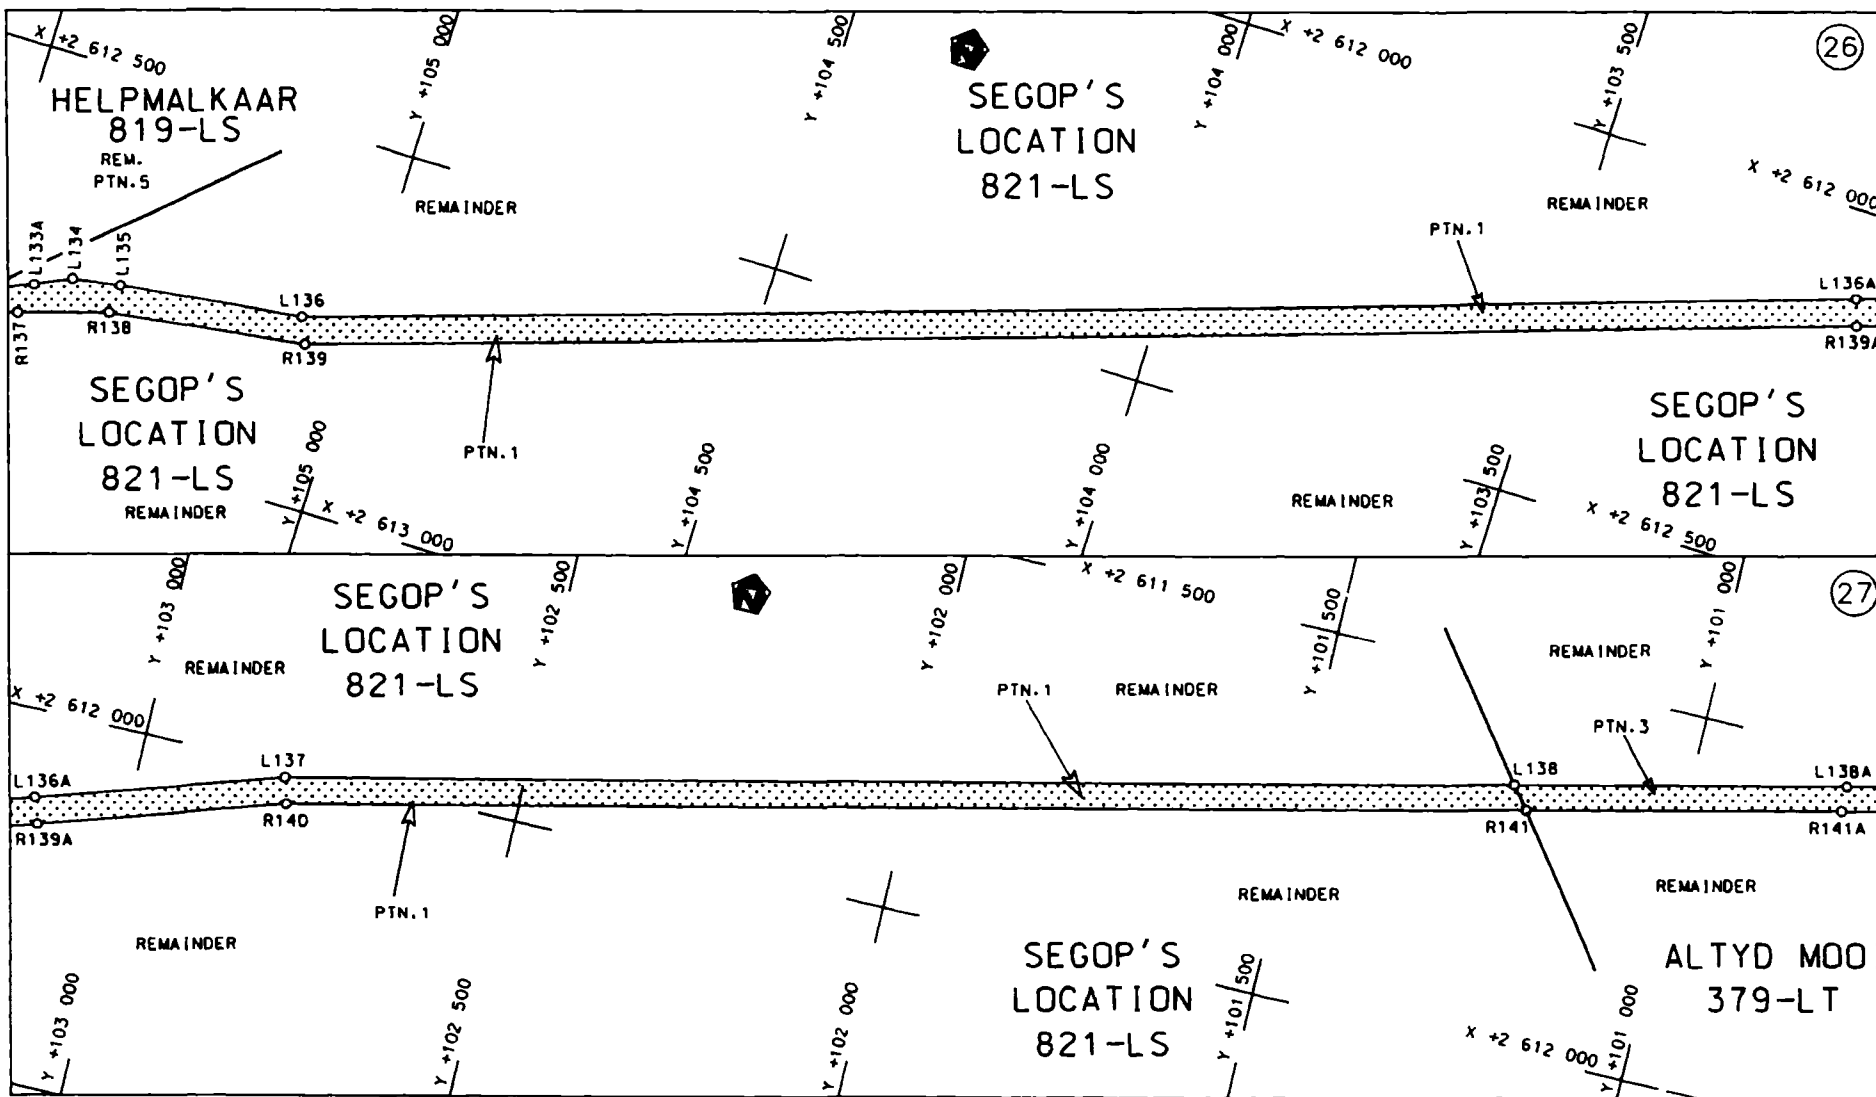 X +2 612 500
Y +105 000
Y +104 500
Y +104 000
X +2 612 000
Y +103 500
26
HELPMALKAAR
819-LS
REM.
PTN.5
SEGOP'S
LOCATION
821-LS
REMAINDER
REMAINDER
X +2 612 000
PTN.1
L133A
L134
L135
L136
L136A
R137
R138
R139
R139A
SEGOP'S
LOCATION
821-LS
REMAINDER
PTN.1
Y +105 000
X +2 613 000
Y +104 500
Y +104 000
REMAINDER
Y +103 500
X +2 612 500
SEGOP'S
LOCATION
821-LS
Y +103 000
SEGOP'S
LOCATION
821-LS
REMAINDER
Y +102 500
N
Y +102 000
X +2 611 500
Y +101 500
Y +101 000
27
X +2 612 000
PTN.1
REMAINDER
REMAINDER
PTN.3
L136A
L137
L138
L138A
R139A
R140
R141
R141A
PTN.1
REMAINDER
REMAINDER
REMAINDER
Y +103 000
Y +102 500
Y +102 000
SEGOP'S
LOCATION
821-LS
Y +101 500
X +2 612 000
Y +101 000
ALTYD MOO
379-LT